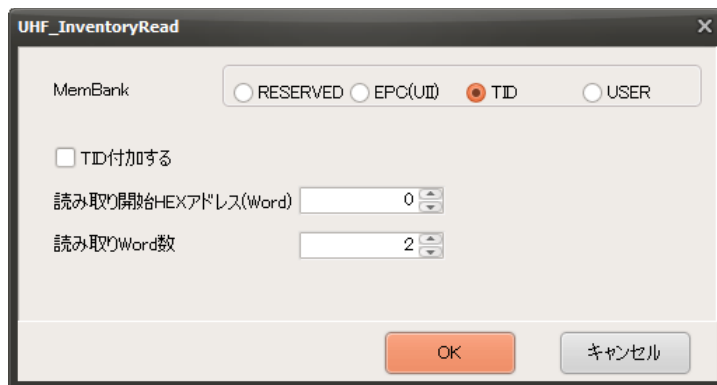 UHF_InventoryRead
MemBank RESERVED EPC(UII) TID USER
TID付加する
読み取り開始HEXアドレス(Word) 0
読み取りWord数 2
OK キャンセル